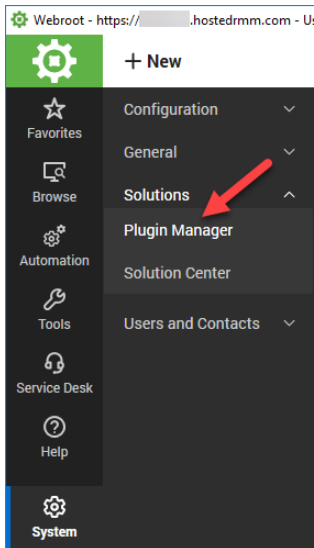 Webroot - https:// .hostedrmm.com - Us
+ New
Favorites
Browse
Automation
Tools
Service Desk
Help
System
Configuration
General
Solutions
Plugin Manager
Solution Center
Users and Contacts